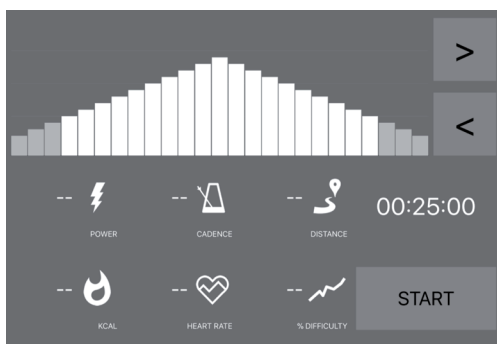 >
<
--
POWER
--
CADENCE
--
DISTANCE
00:25:00
--
KCAL
--
HEART RATE
--
% DIFFICULTY
START